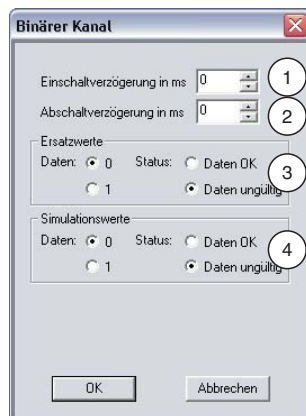 Binärer Kanal
Einschaltverzögerung in ms 0 1
Abschaltverzögerung in ms 0 2
Ersatzwerte
Daten: 0 Status: Daten OK
1 Daten ungültig 3
Simulationswerte
Daten: 0 Status: Daten OK
1 Daten ungültig 4
OK Abbrechen